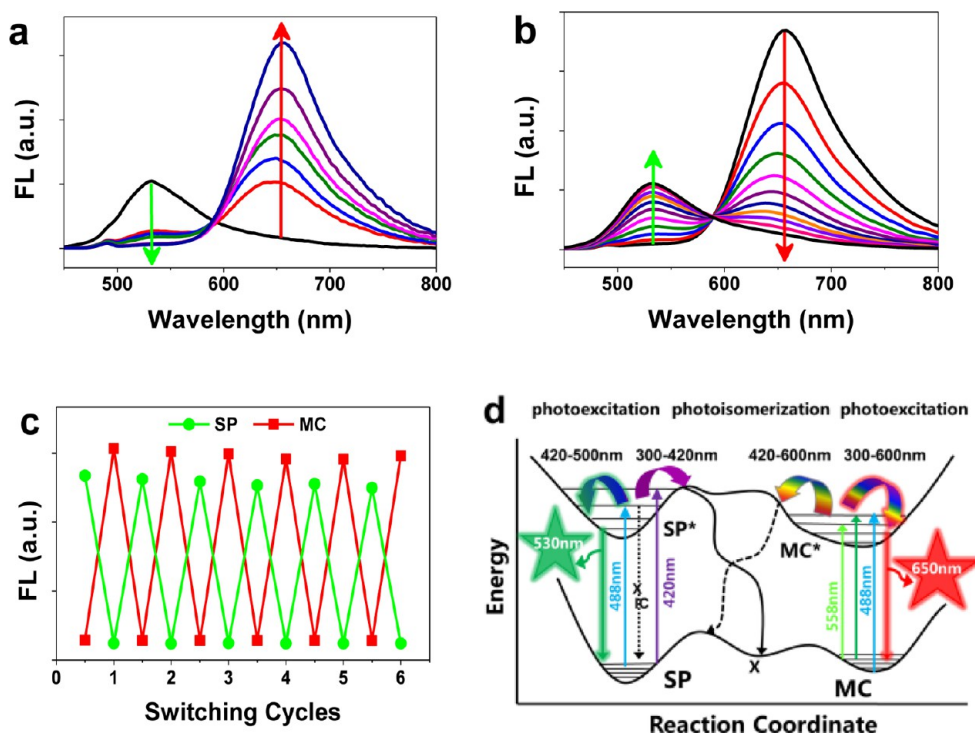 a
FL (a.u.)
500 600 700 800
Wavelength (nm)
b
FL (a.u.)
500 600 700 800
Wavelength (nm)
c
SP MC
FL (a.u.)
1 2 3 4 5 6
Switching Cycles
d
photoexcitation photoisomerization photoexcitation
420-500nm 300-420nm 420-600nm 300-600nm
SP*
MC*
530nm
650nm
488nm
X
420nm
558nm
488nm
X
SP
MC
Energy
Reaction Coordinate